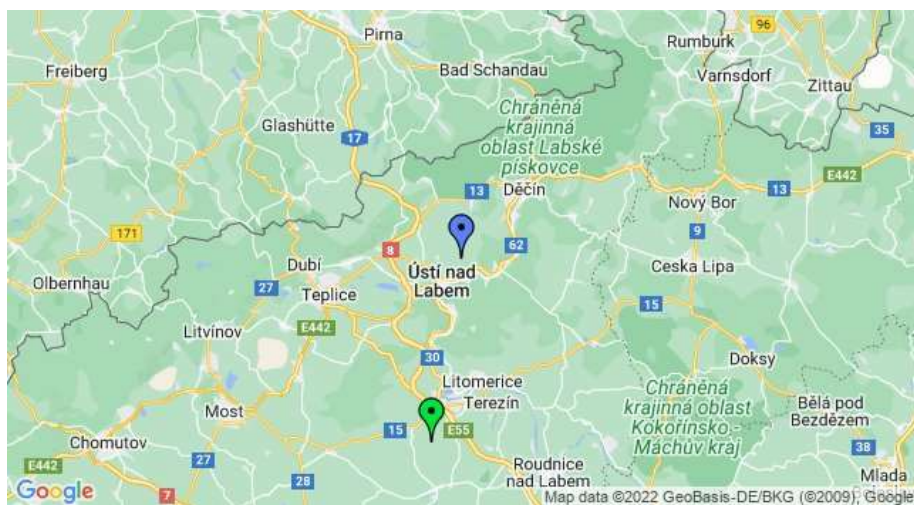 Pirna
96
Rumburk
Freiberg
Bad Schandau
Varnsdorf
Zittau
Chráněná
krajinná
oblast Labské
pískovce
Glashütte
17
35
13
Děčín
13
E442
Nový Bor
171
8
62
9
Dubí
Ústí nad
Labem
Ceska Lipa
Olbernhau
27
Teplice
15
Litvínov
E442
30
Doksy
Litomerice
Terezín
Chráněná
krajinná oblast
Kokořínsko -
Máchův kraj
Most
Bělá pod
Bezdězem
15
E55
Chomutov
27
38
E442
Roudnice
nad Labem
28
7
Mlada
Google
Map data ©2022 GeoBasis-DE/BKG (©2009), Google